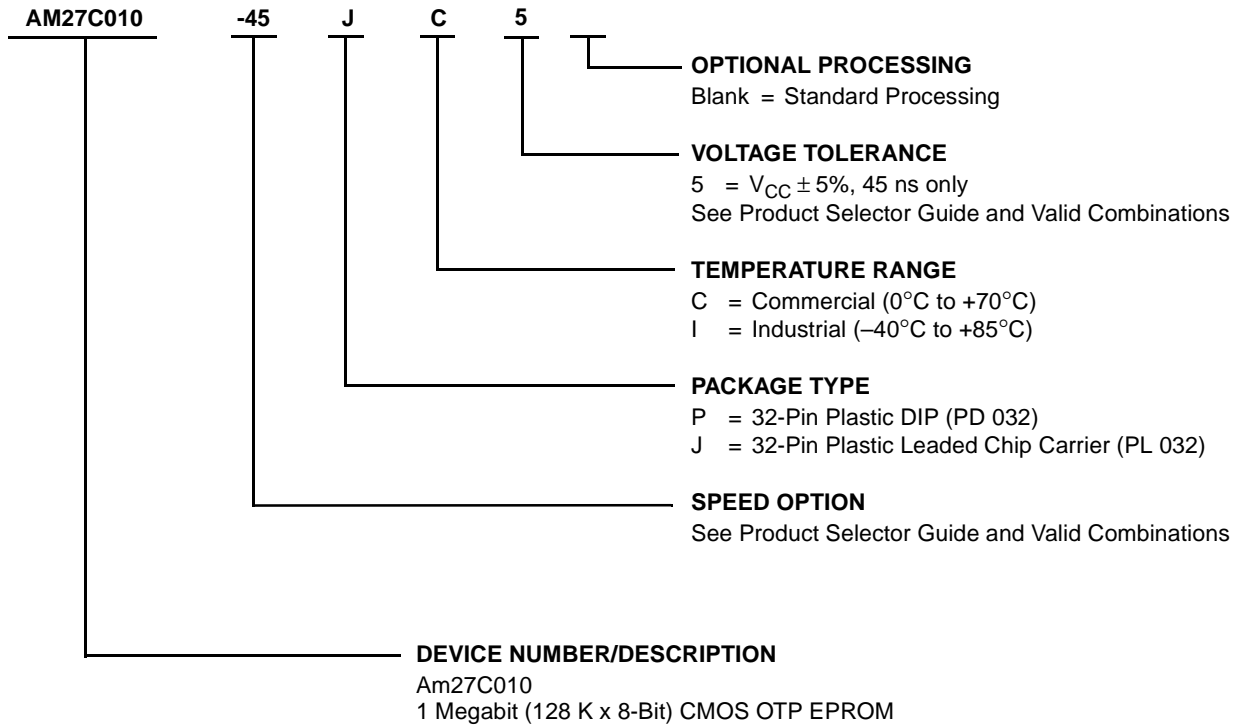 AM27C010 -45 J C 5
OPTIONAL PROCESSING
Blank = Standard Processing
VOLTAGE TOLERANCE
5 = VCC ± 5%, 45 ns only
See Product Selector Guide and Valid Combinations
TEMPERATURE RANGE
C = Commercial (0°C to +70°C)
I = Industrial (–40°C to +85°C)
PACKAGE TYPE
P = 32-Pin Plastic DIP (PD 032)
J = 32-Pin Plastic Leaded Chip Carrier (PL 032)
SPEED OPTION
See Product Selector Guide and Valid Combinations
DEVICE NUMBER/DESCRIPTION
Am27C010
1 Megabit (128 K x 8-Bit) CMOS OTP EPROM